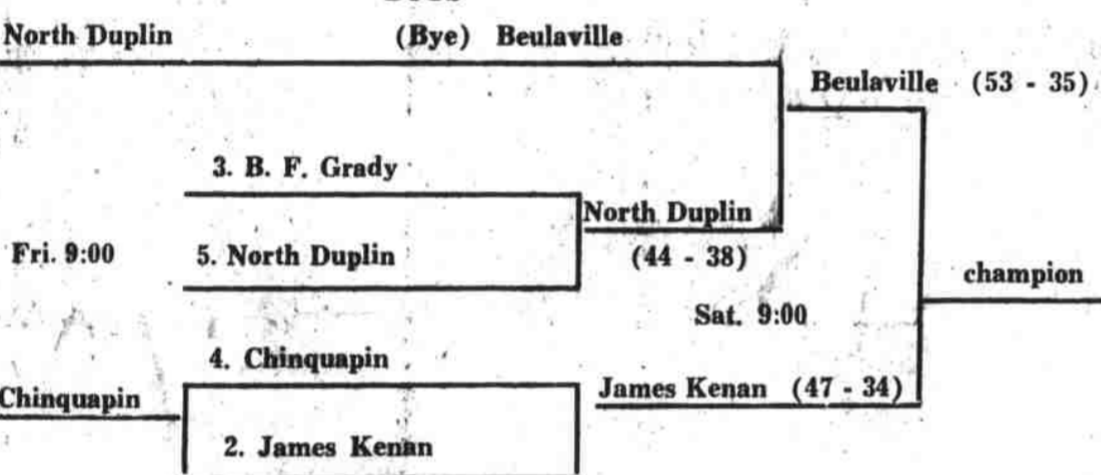 North Duplin (Bye) Beulaville
Beulaville (53 - 35)
3. B. F. Grady
North Duplin
Fri. 9:00 5. North Duplin (44 - 38)
champion
Sat. 9:00
4. Chinquapin
Chinquapin James Kenan (47 - 34)
2. James Kenan